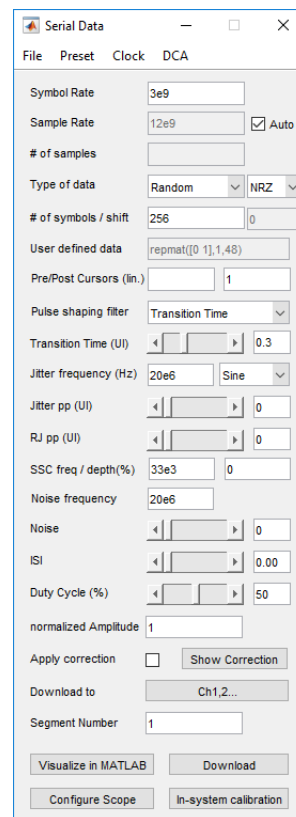 Serial Data
File Preset Clock DCA
Symbol Rate 3e9
Sample Rate 12e9 Auto
# of samples
Type of data Random NRZ
# of symbols / shift 256 0
User defined data repmat([0 1],1,48)
Pre/Post Cursors (lin.) 1
Pulse shaping filter Transition Time
Transition Time (UI) 0.3
Jitter frequency (Hz) 20e6 Sine
Jitter pp (UI) 0
RJ pp (UI) 0
SSC freq / depth(%) 33e3 0
Noise frequency 20e6
Noise 0
ISI 0.00
Duty Cycle (%) 50
normalized Amplitude 1
Apply correction Show Correction
Download to Ch1,2...
Segment Number 1
Visualize in MATLAB Download
Configure Scope In-system calibration